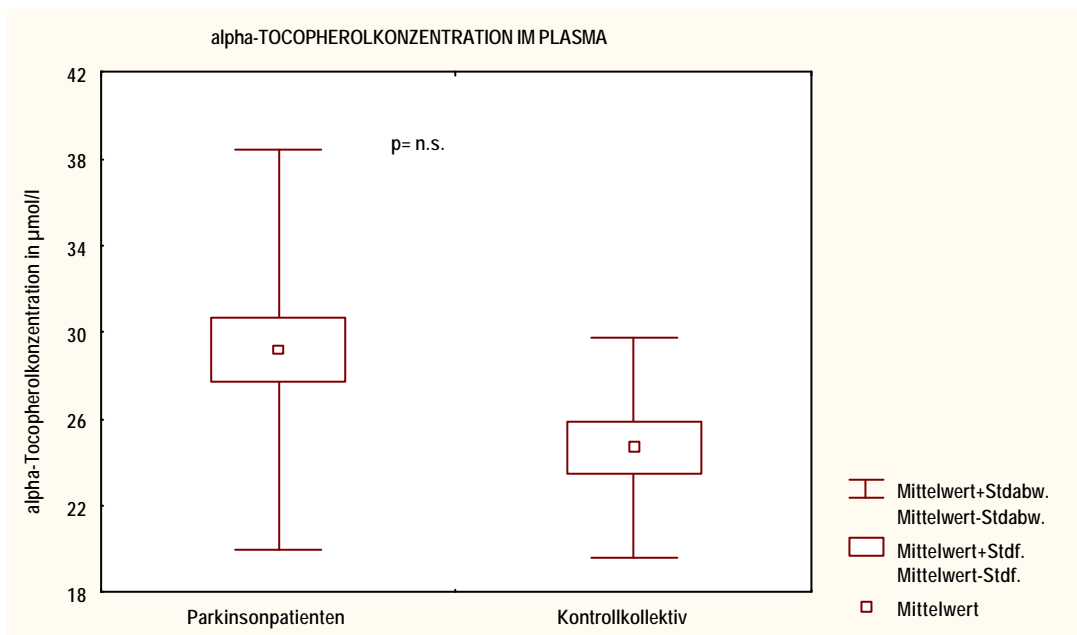 alpha-TOCOPHEROLKONZENTRATION IM PLASMA
alpha-Tocopherolkonzentration in µmol/l
42
38
34
30
26
22
18
p= n.s.
Parkinsonpatienten
Kontrollkollektiv
Mittelwert+Stdabw.
Mittelwert-Stdabw.
Mittelwert+Stdf.
Mittelwert-Stdf.
Mittelwert